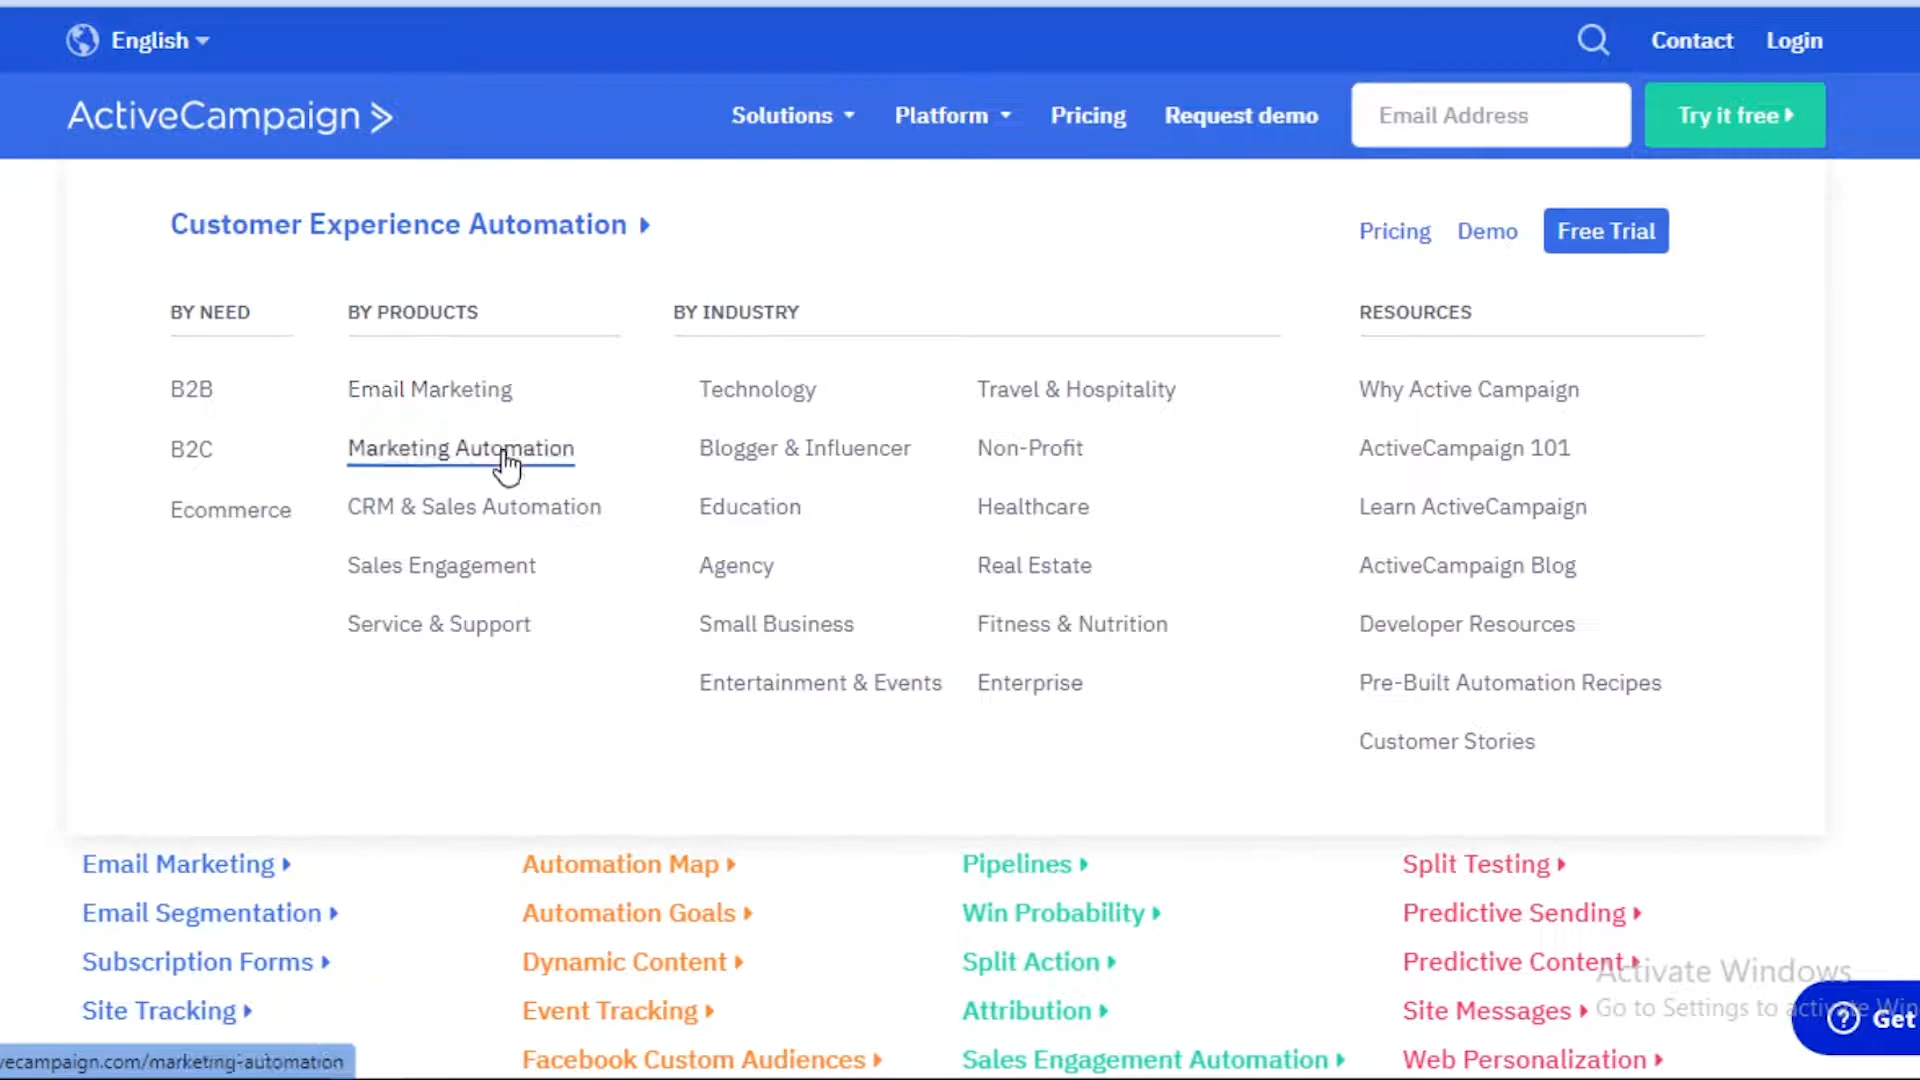 English
Contact
Login
ActiveCampaign
Solutions
Platform
Pricing
Request demo
Email Address
Try it free
Customer Experience Automation
Pricing
Demo
Free Trial
BY NEED
B2B
B2C
Ecommerce
BY PRODUCTS
Email Marketing
Marketing Automation
CRM & Sales Automation
Sales Engagement
Service & Support
BY INDUSTRY
Technology
Blogger & Influencer
Education
Agency
Small Business
Entertainment & Events
Travel & Hospitality
Non-Profit
Healthcare
Real Estate
Fitness & Nutrition
Enterprise
RESOURCES
Why Active Campaign
ActiveCampaign 101
Learn ActiveCampaign
ActiveCampaign Blog
Developer Resources
Pre-Built Automation Recipes
Customer Stories
Email Marketing
Email Segmentation
Subscription Forms
Site Tracking
Automation Map
Automation Goals
Dynamic Content
Event Tracking
Facebook Custom Audiences
Pipelines
Win Probability
Split Action
Attribution
Sales Engagement Automation
Split Testing
Predictive Sending
Predictive Content
Site Messages
Web Personalization
Activate Windows
Go to Settings to activate Win
Get
vecampaign.com/marketing-automation